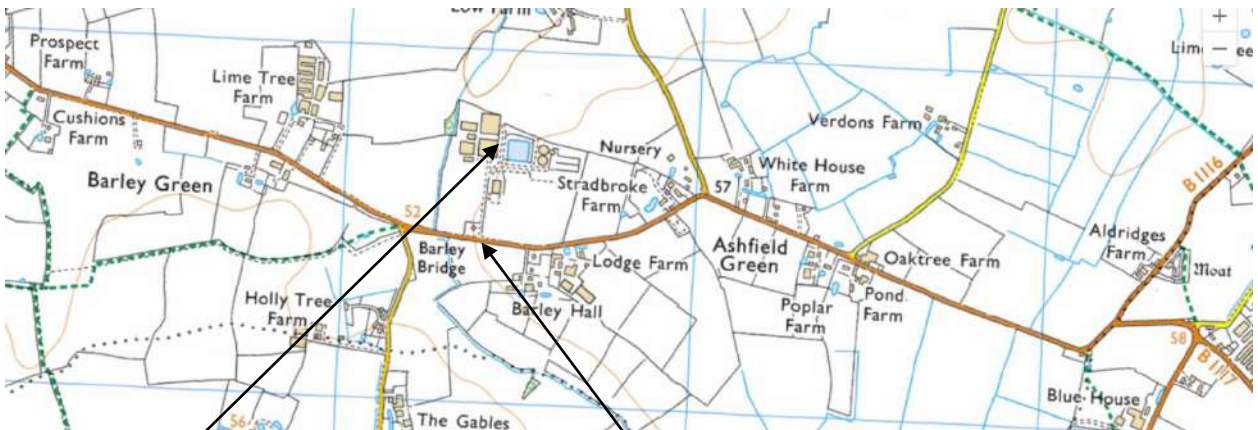 Prospect
Farm
Cushions
Farm
Lime Tree
Farm
Barley Green
52
Barley
Bridge
Holly Tree
Farm
56
The Gables
Nursery
Stradbroke
Farm
57
White House
Farm
Lodge Farm
Barley Hall
Ashfield
Green
Verdons Farm
Oaktree Farm
Poplar
Farm
Pond
Farm
Aldridges
Farm
Moat
B 1116
58
B 1117
Blue House
+
−